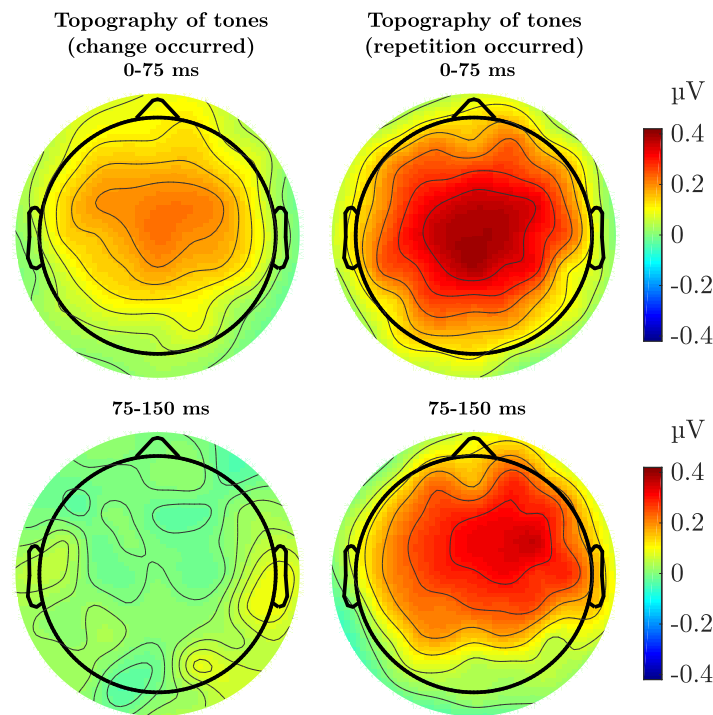 Topography of tones
(change occurred)
0-75 ms
Topography of tones
(repetition occurred)
0-75 ms
µV
0.4
0.2
0
-0.2
-0.4
75-150 ms
75-150 ms
µV
0.4
0.2
0
-0.2
-0.4